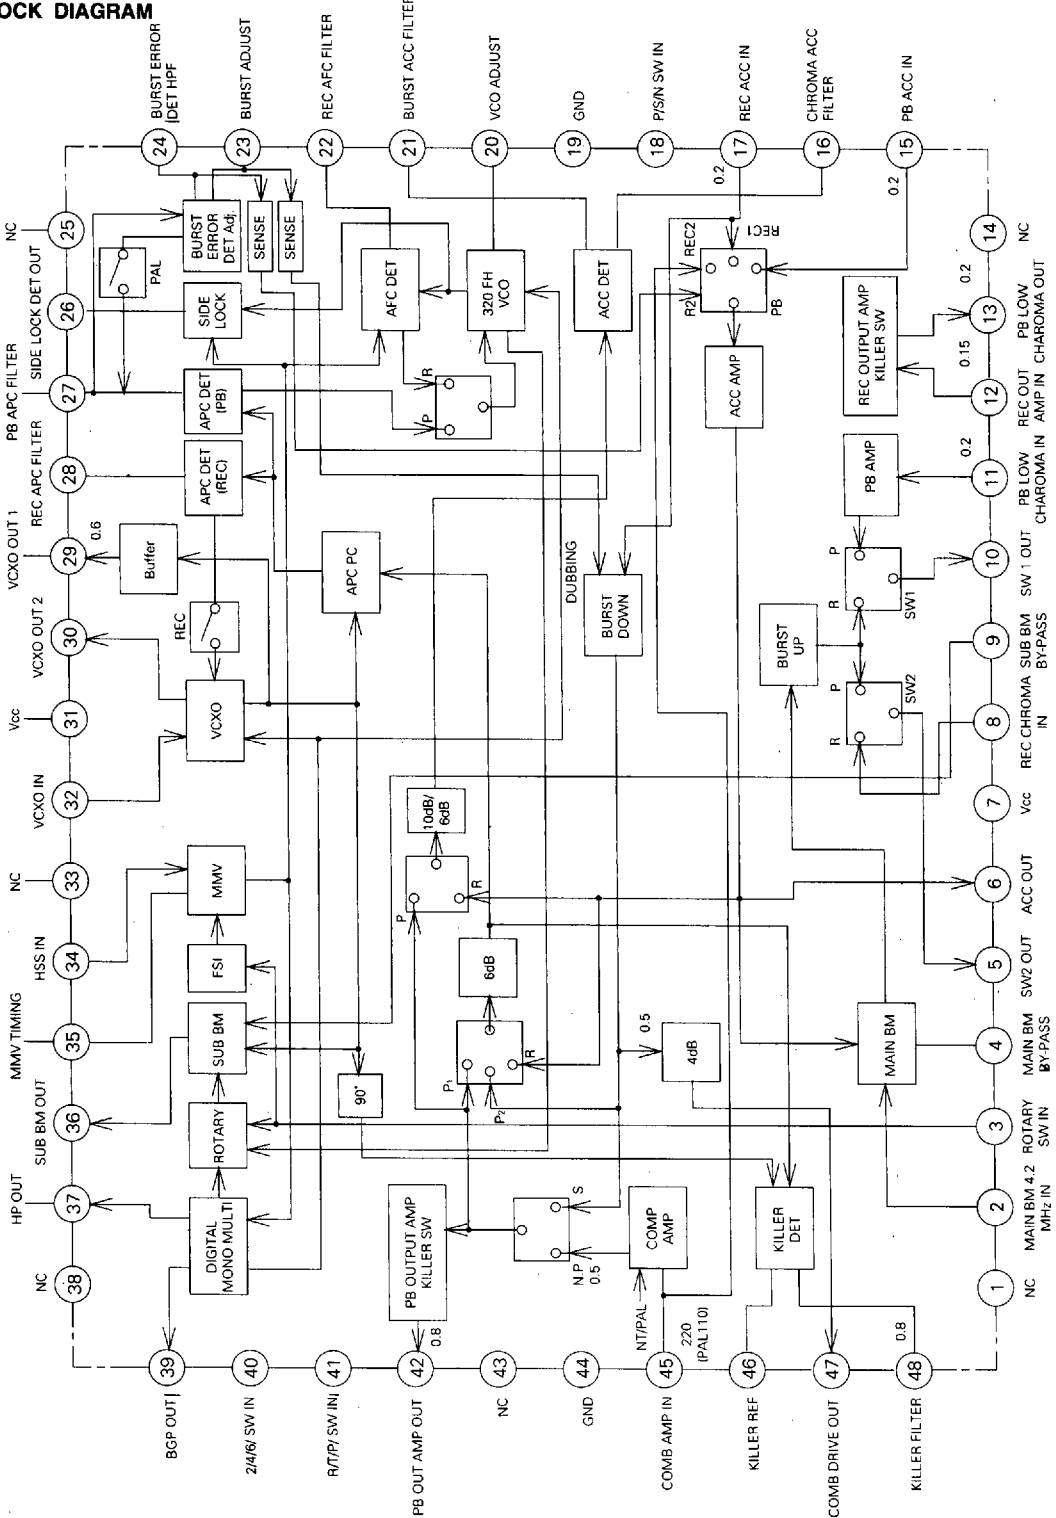 OCK DIAGRAM
BURST ERROR
DET HPF
BURST ADJUST
REC AFC FILTER
BURST ACC FILTER
VCO ADJUST
GND
P/S/N SW IN
REC ACC IN
CHROMA ACC
FILTER
PB ACC IN
24
23
22
21
20
19
18
17
16
15
0.2
0.2
NC
25
SIDE LOCK DET OUT
26
PB APC FILTER
27
REC APC FILTER
28
VCXO OUT 1
29
0.6
VCXO OUT 2
30
Vcc
31
VCXO IN
32
NC
33
HSS IN
34
MMV TIMING
35
SUB BM OUT
36
HP OUT
37
NC
38
PAL
BURST
ERROR
DET Adj.
SENSE
SENSE
SIDE
LOCK
AFC DET
320 FH
VCO
ACC DET
REC2
REC1
R2
PB
ACC AMP
REC OUTPUT AMP
KILLER SW
APC DET
(PB)
APC DET
(REC)
P
R
Buffer
REC
VCXO
APC PC
DUBBING
BURST
DOWN
PB AMP
BURST
UP
R
P
SW1
R
P
SW2
10dB/
6dB
P
R
MMV
FSI
6dB
SUB BM
P1
P2
R
0.5
4dB
MAIN BM
90°
ROTARY
DIGITAL
MONO MULTI
PB OUTPUT AMP
KILLER SW
0.8
S
N.P
0.5
COMP
AMP
NT/PAL
220
(PAL110)
KILLER
DET
0.8
14
NC
13
0.2
PB LOW
CHAROMA OUT
12
0.15
REC OUT
AMP IN
11
0.2
PB LOW
CHAROMA IN
10
SW 1 OUT
9
SUB BM
BY-PASS
8
REC CHROMA
IN
7
Vcc
6
ACC OUT
5
SW2 OUT
4
MAIN BM
BY-PASS
3
ROTARY
SW IN
2
MAIN BM 4.2
MHz IN
1
NC
39
40
41
42
43
44
45
46
47
48
BGP OUT
2/4/6/ SW IN
R/T/P/ SW IN
PB OUT AMP OUT
NC
GND
COMB AMP IN
KILLER REF
COMB DRIVE OUT
KILLER FILTER